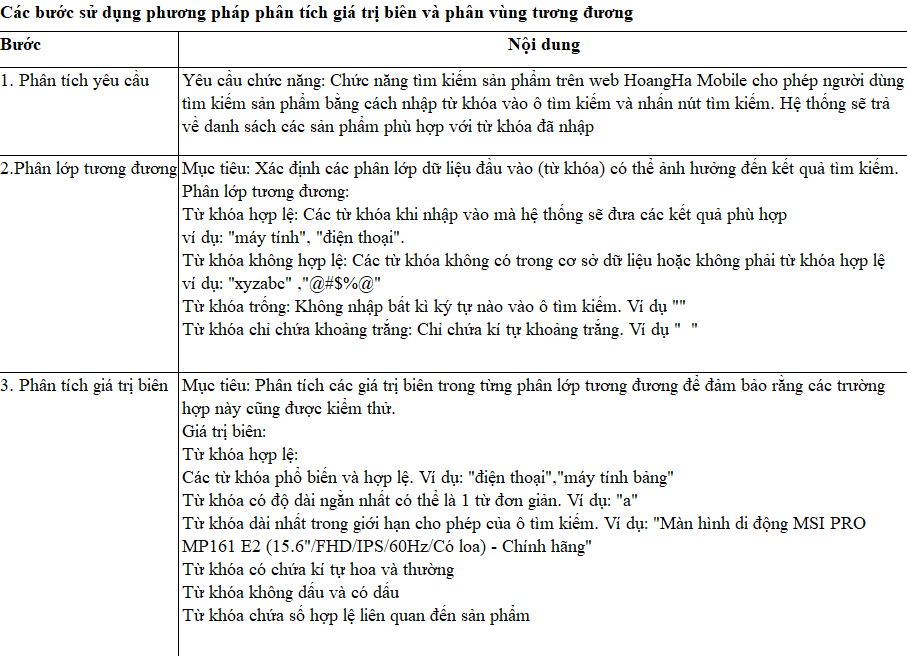 Các bước sử dụng phương pháp phân tích giá trị biên và phân vùng tương đương
Bước
Nội dung
1. Phân tích yêu cầu
Yêu cầu chức năng: Chức năng tìm kiếm sản phẩm trên web HoangHa Mobile cho phép người dùng
tìm kiếm sản phẩm bằng cách nhập từ khóa vào ô tìm kiếm và nhấn nút tìm kiếm. Hệ thống sẽ trả
về danh sách các sản phẩm phù hợp với từ khóa đã nhập
2.Phân lớp tương đương
Mục tiêu: Xác định các phân lớp dữ liệu đầu vào (từ khóa) có thể ảnh hưởng đến kết quả tìm kiếm.
Phân lớp tương đương:
Từ khóa hợp lệ: Các từ khóa khi nhập vào mà hệ thống sẽ đưa các kết quả phù hợp
ví dụ: "máy tính", "điện thoại".
Từ khóa không hợp lệ: Các từ khóa không có trong cơ sở dữ liệu hoặc không phải từ khóa hợp lệ
ví dụ: "xyzabc" ,"@#$%@"
Từ khóa trống: Không nhập bất kì ký tự nào vào ô tìm kiếm. Ví dụ ""
Từ khóa chỉ chứa khoảng trắng: Chỉ chứa kí tự khoảng trắng. Ví dụ "  "
3. Phân tích giá trị biên
Mục tiêu: Phân tích các giá trị biên trong từng phân lớp tương đương để đảm bảo rằng các trường
hợp này cũng được kiểm thử.
Giá trị biên:
Từ khóa hợp lệ:
Các từ khóa phổ biến và hợp lệ. Ví dụ: "điện thoại","máy tính bảng"
Từ khóa có độ dài ngắn nhất có thể là 1 từ đơn giản. Ví dụ: "a"
Từ khóa dài nhất trong giới hạn cho phép của ô tìm kiếm. Ví dụ: "Màn hình di động MSI PRO
MP161 E2 (15.6"/FHD/IPS/60Hz/Có loa) - Chính hãng"
Từ khóa có chứa kí tự hoa và thường
Từ khóa không dấu và có dấu
Từ khóa chứa số hợp lệ liên quan đến sản phẩm